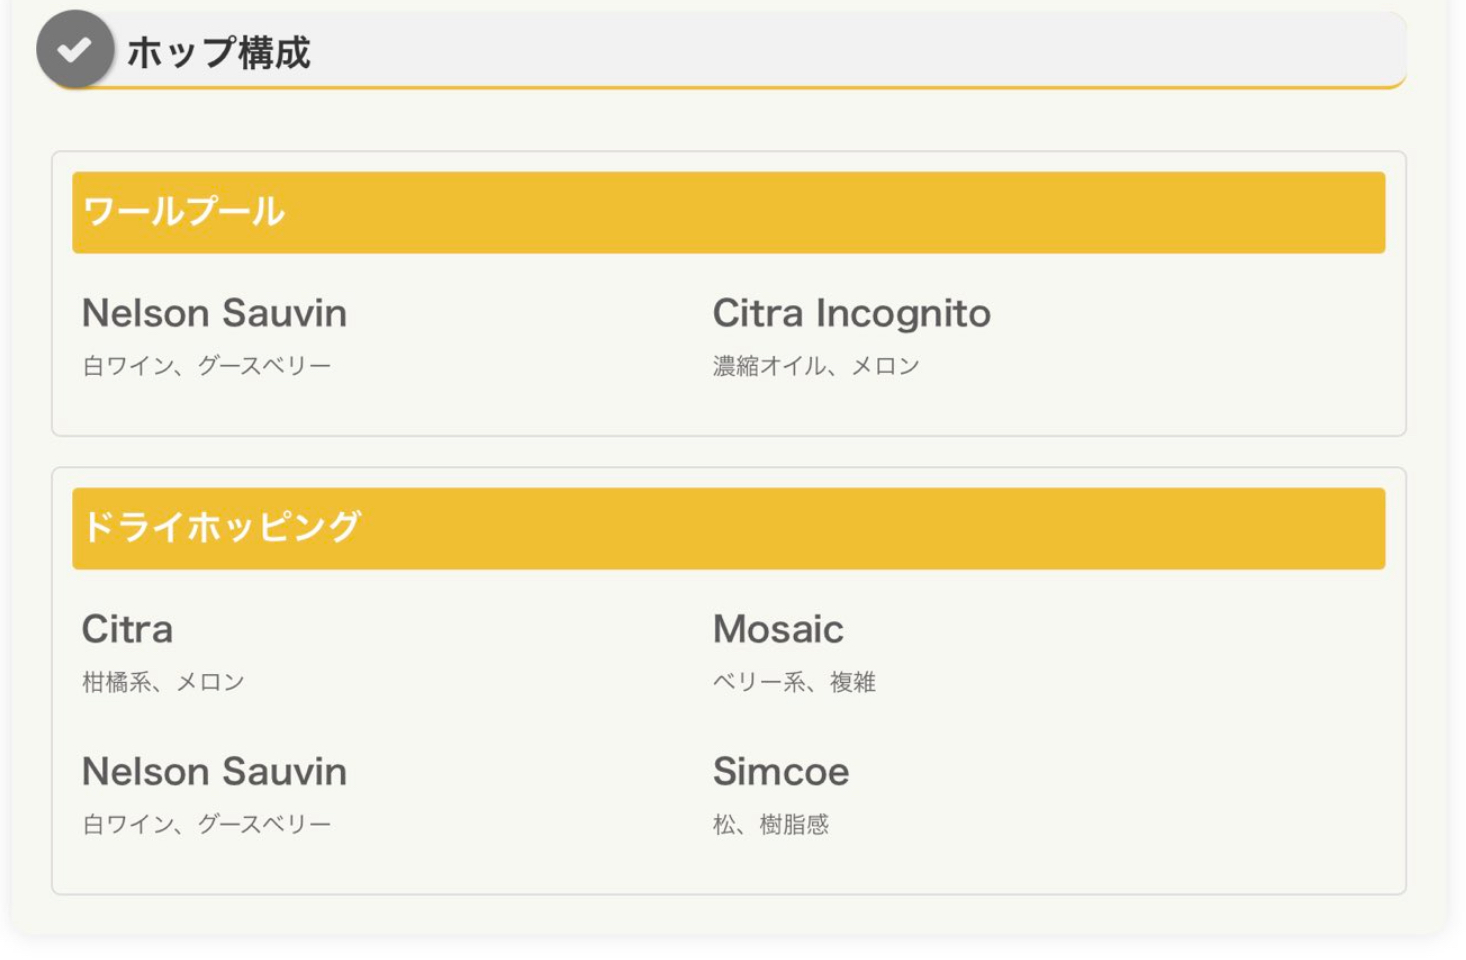 ホップ構成
ワールプール
Nelson Sauvin
白ワイン、グースベリー
Citra Incognito
濃縮オイル、メロン
ドライホッピング
Citra
柑橘系、メロン
Mosaic
ベリー系、複雑
Nelson Sauvin
白ワイン、グースベリー
Simcoe
松、樹脂感